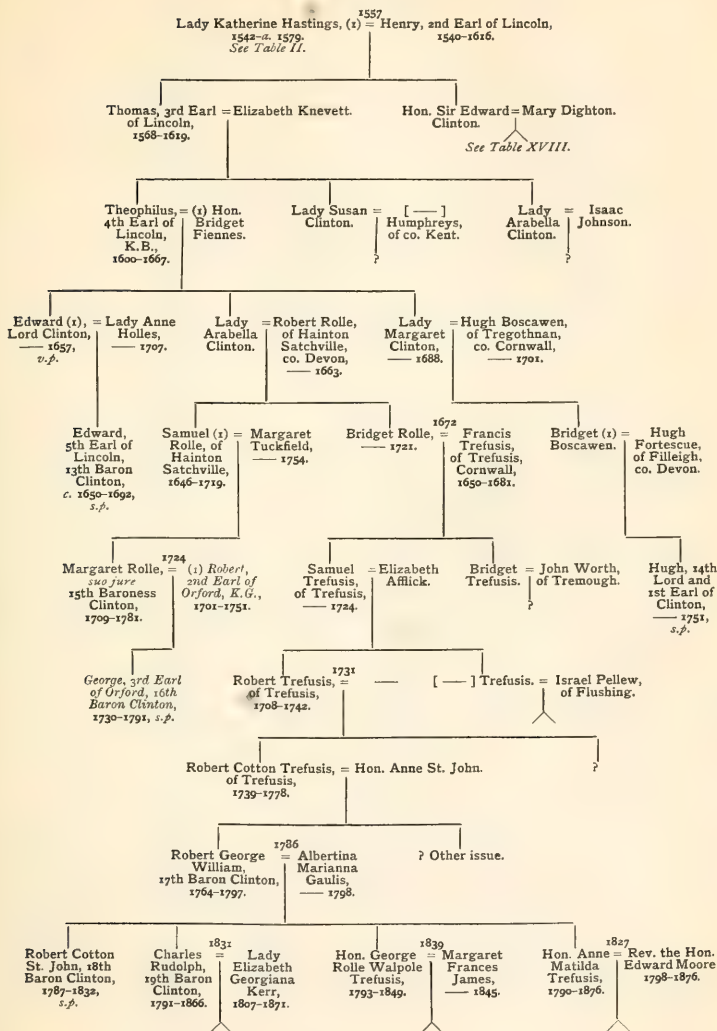 1557
Lady Katherine Hastings, (1) = Henry, 2nd Earl of Lincoln,
1542–a. 1579.
See Table II.
1540–1616.
Thomas, 3rd Earl = Elizabeth Knevett.
of Lincoln,
1568–1619.
Hon. Sir Edward = Mary Dighton.
Clinton.
See Table XVIII.
Theophilus, = (1) Hon.
4th Earl of Bridget
Lincoln, Fiennes.
K.B.,
1600–1667.
Lady Susan = [ — ]
Clinton. Humphreys,
of co. Kent.
?
Lady = Isaac
Arabella Johnson.
Clinton.
?
Edward (1), = Lady Anne
Lord Clinton, Holles,
— 1657, — 1707.
v.p.
Lady = Robert Rolle,
Arabella of Hainton
Clinton. Satchville,
co. Devon,
— 1663.
Lady = Hugh Boscawen,
Margaret of Tregothnan,
Clinton, co. Cornwall,
— 1688. — 1701.
Edward,
5th Earl of
Lincoln,
13th Baron
Clinton,
c. 1650–1692,
s.p.
Samuel (1) = Margaret
Rolle, of Tuckfield,
Hainton — 1754.
Satchville,
1646–1719.
1672
Bridget Rolle, = Francis
— 1721. Trefusis,
of Trefusis,
Cornwall,
1650–1681.
Bridget (1) = Hugh
Boscawen. Fortescue,
of Filleigh,
co. Devon.
1724
Margaret Rolle, = (1) Robert,
suo jure 2nd Earl of
15th Baroness Orford, K.G.,
Clinton, 1701–1751.
1709–1781.
Samuel = Elizabeth
Trefusis, Afflick.
of Trefusis,
— 1724.
Bridget = John Worth,
Trefusis. of Tremough.
?
Hugh, 14th
Lord and
1st Earl of
Clinton,
— 1751,
s.p.
George, 3rd Earl
of Orford, 16th
Baron Clinton,
1730–1791, s.p.
1731
Robert Trefusis, = —
of Trefusis,
1708–1742.
[ — ] Trefusis. = Israel Pellew,
of Flushing.
Robert Cotton Trefusis, = Hon. Anne St. John.
of Trefusis,
1739–1778.
?
1786
Robert George = Albertina
William, Marianna
17th Baron Clinton, Gaulis,
1764–1797. — 1798.
? Other issue.
Robert Cotton
St. John, 18th
Baron Clinton,
1787–1832,
s.p.
1831
Charles = Lady
Rudolph, Elizabeth
19th Baron Georgiana
Clinton, Kerr,
1791–1866. 1807–1871.
1839
Hon. George = Margaret
Rolle Walpole Frances
Trefusis, James,
1793–1849. — 1845.
1827
Hon. Anne = Rev. the Hon.
Matilda Edward Moore
Trefusis, 1798–1876.
1790–1876.